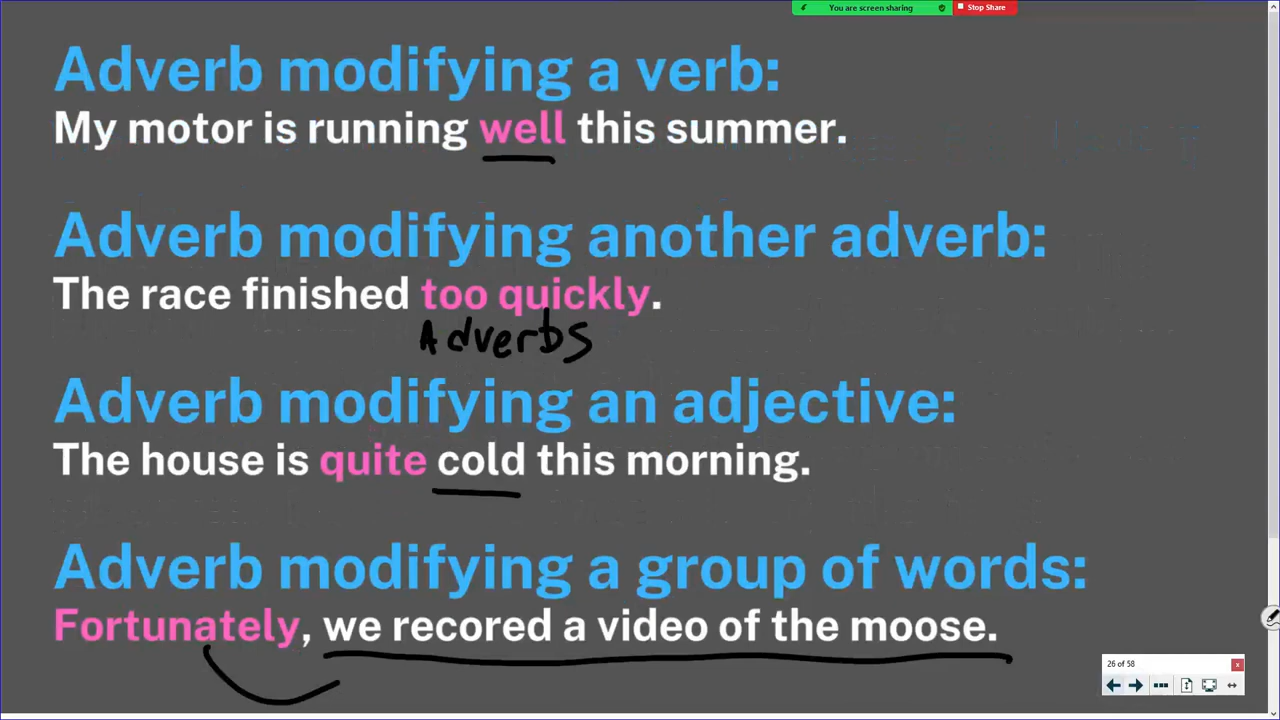 You are screen sharing
Stop Share
Adverb modifying a verb:
My motor is running well this summer.
Adverb modifying another adverb:
The race finished too quickly.
Adverbs
Adverb modifying an adjective:
The house is quite cold this morning.
Adverb modifying a group of words:
Fortunately, we recored a video of the moose.
26 of 58